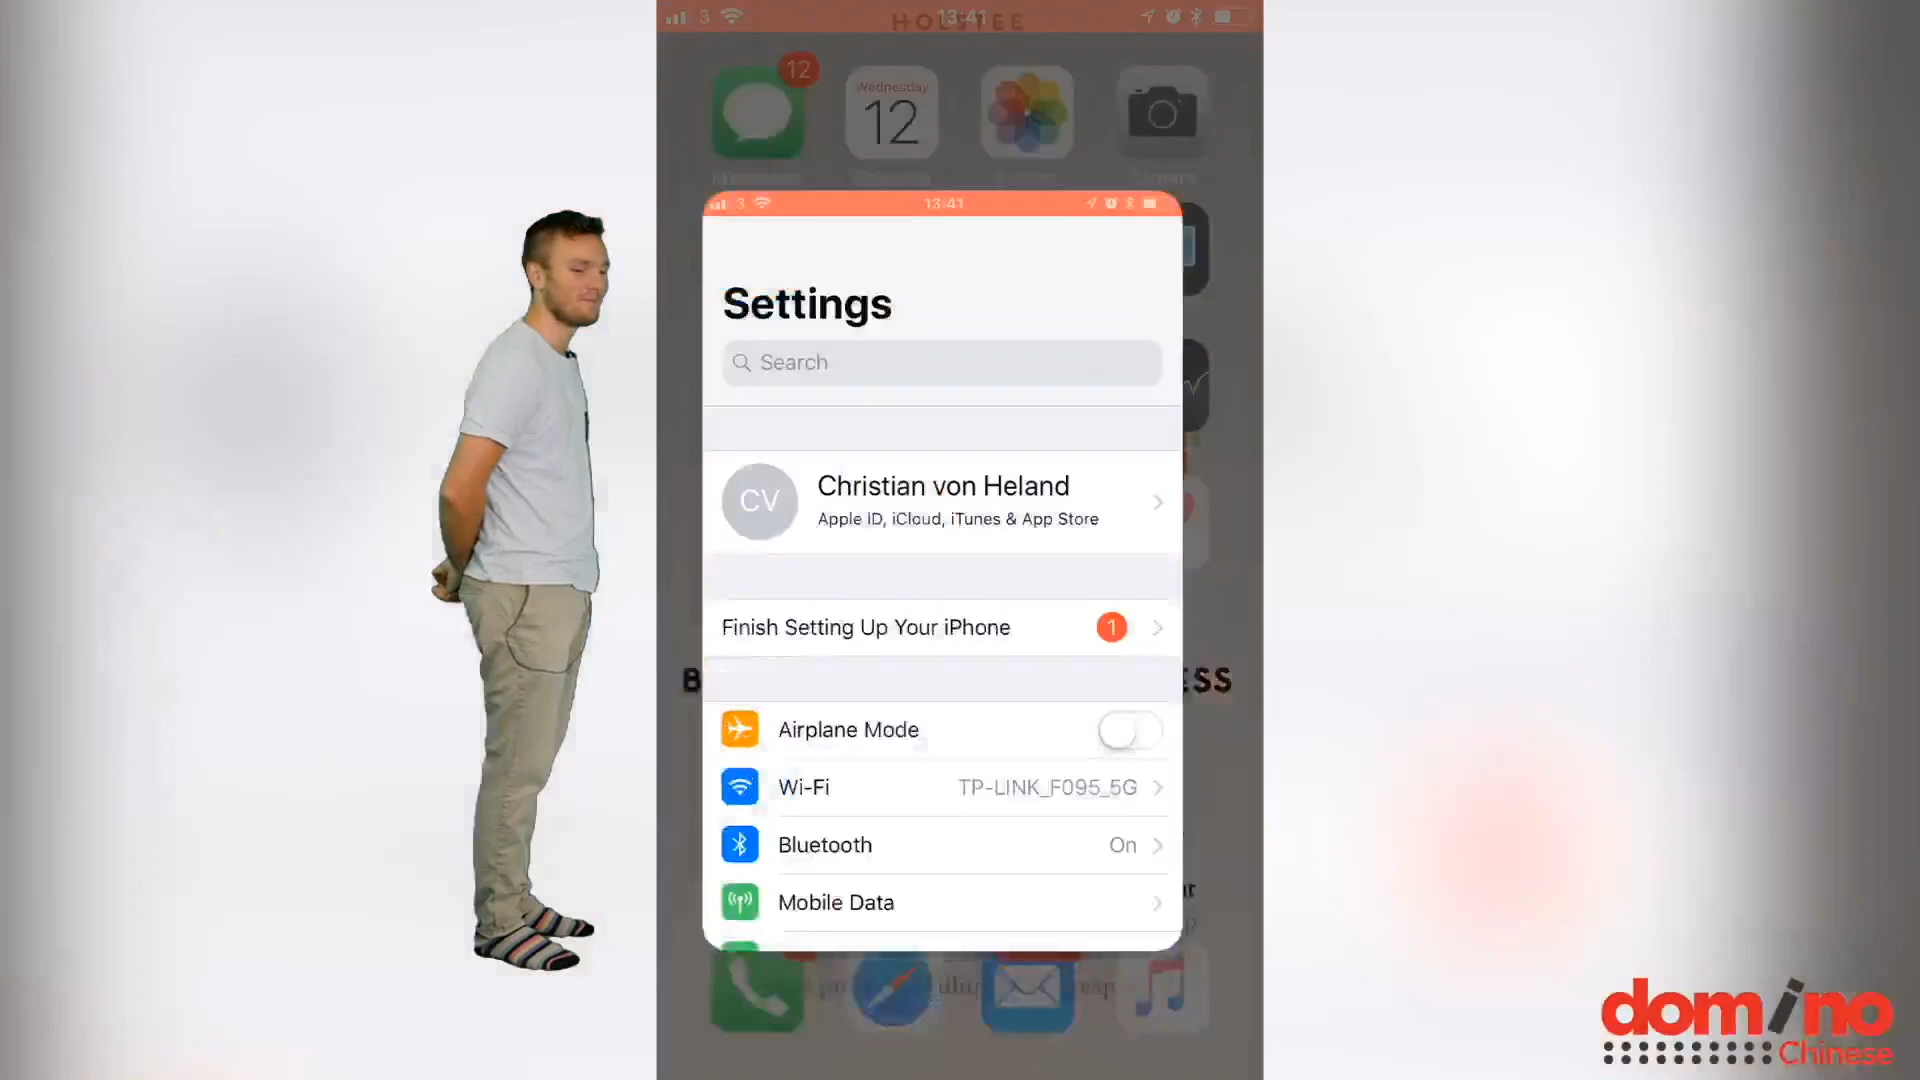 3
13:41
HOLSTEE
12
Wednesday
12
3
13:41
Settings
Search
CV
Christian von Heland
Apple ID, iCloud, iTunes & App Store
Finish Setting Up Your iPhone
1
ESS
Airplane Mode
Wi-Fi
TP-LINK_F095_5G
Bluetooth
On
Mobile Data
domino
Chinese